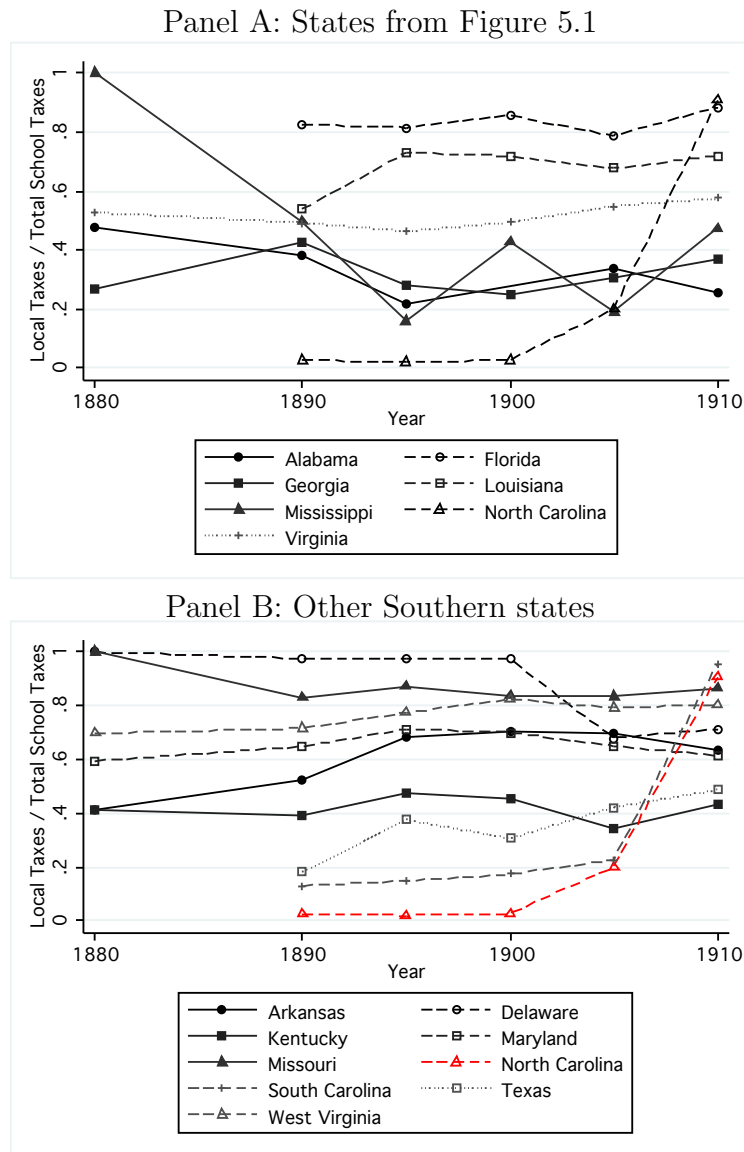 Panel A: States from Figure 5.1
Local Taxes / Total School Taxes
1
.8
.6
.4
.2
0
1880 1890 1900 1910
Year
Alabama Florida
Georgia Louisiana
Mississippi North Carolina
Virginia
Panel B: Other Southern states
Local Taxes / Total School Taxes
1
.8
.6
.4
.2
0
1880 1890 1900 1910
Year
Arkansas Delaware
Kentucky Maryland
Missouri North Carolina
South Carolina Texas
West Virginia